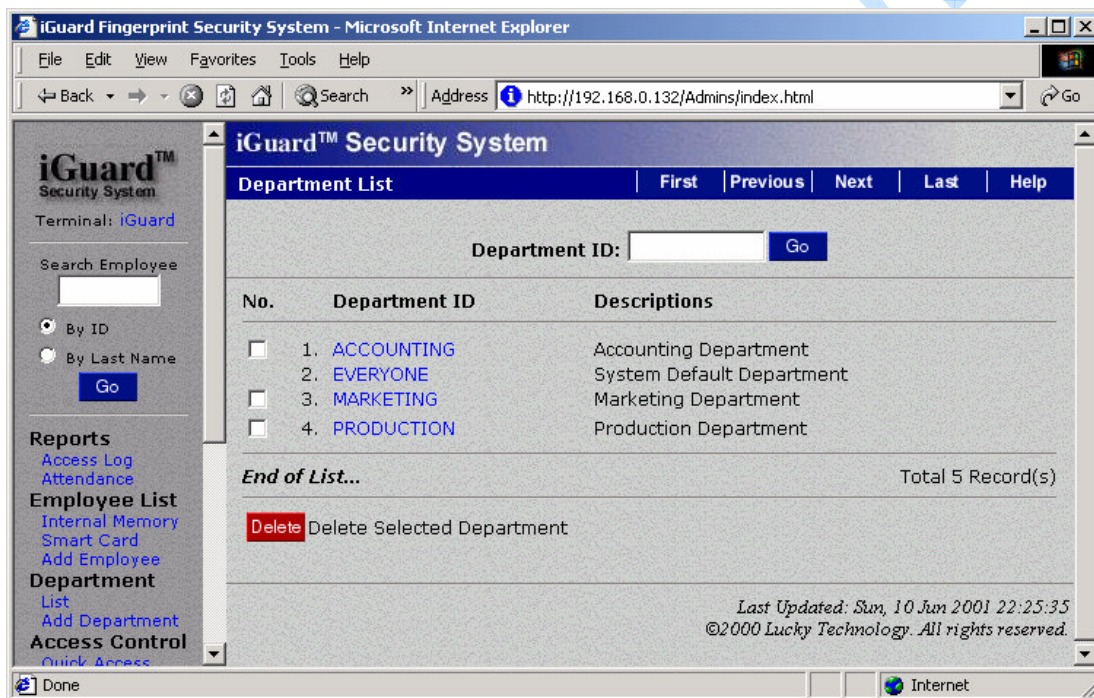 iGuard Fingerprint Security System - Microsoft Internet Explorer
File Edit View Favorites Tools Help
Back Search » Address http://192.168.0.132/Admins/index.html Go
iGuard™
Security System
Terminal: iGuard
Search Employee
By ID
By Last Name
Go
Reports
Access Log
Attendance
Employee List
Internal Memory
Smart Card
Add Employee
Department
List
Add Department
Access Control
Quick Access
iGuard™ Security System
Department List First Previous Next Last Help
Department ID: Go
No. Department ID Descriptions
1. ACCOUNTING Accounting Department
2. EVERYONE System Default Department
3. MARKETING Marketing Department
4. PRODUCTION Production Department
End of List... Total 5 Record(s)
Delete Delete Selected Department
Last Updated: Sun, 10 Jun 2001 22:25:35
©2000 Lucky Technology. All rights reserved.
Done Internet